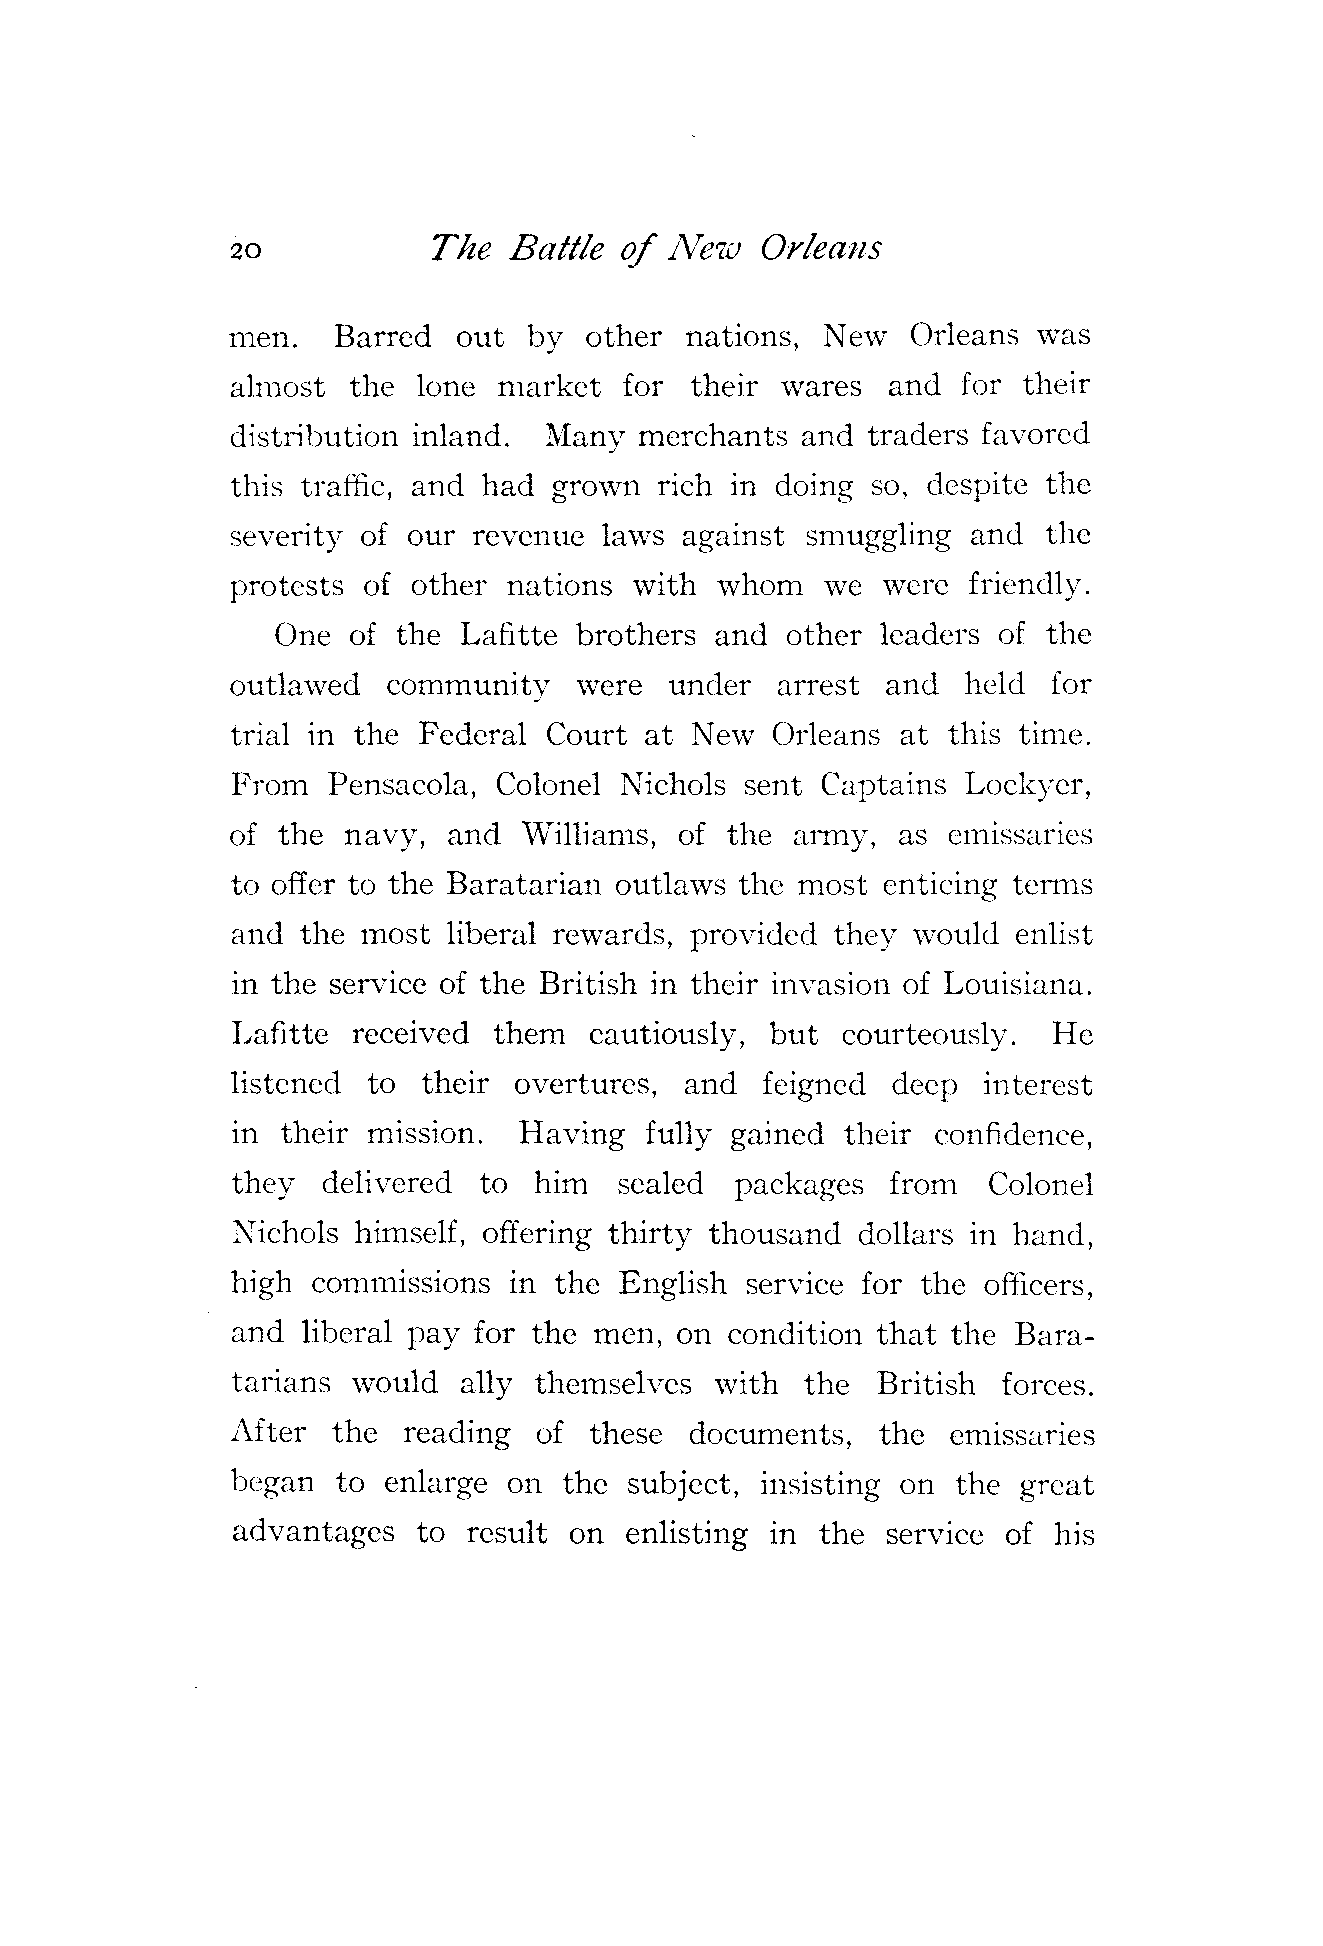 20 The Battle of New Orleans
men. Barred out by other nations, New Orleans was
almost the lone market for their wares and for their
distribution inland. Many merchants and traders favored
this traffic, and had grown rich in doing so, despite the
severity of our revenue laws against smuggling and the
protests of other nations with whom we were friendly.
One of the Lafitte brothers and other leaders of the
outlawed community were under arrest and held for
trial in the Federal Court at New Orleans at this time.
From Pensacola, Colonel Nichols sent Captains Lockyer,
of the navy, and Williams, of the army, as emissaries
to offer to the Baratarian outlaws the most enticing terms
and the most liberal rewards, provided they would enlist
in the service of the British in their invasion of Louisiana.
Lafitte received them cautiously, but courteously. He
listened to their overtures, and feigned deep interest
in their mission. Having fully gained their confidence,
they delivered to him sealed packages from Colonel
Nichols himself, offering thirty thousand dollars in hand,
high commissions in the English service for the officers,
and liberal pay for the men, on condition that the Bara-
tarians would ally themselves with the British forces.
After the reading of these documents, the emissaries
began to enlarge on the subject, insisting on the great
advantages to result on enlisting in the service of his